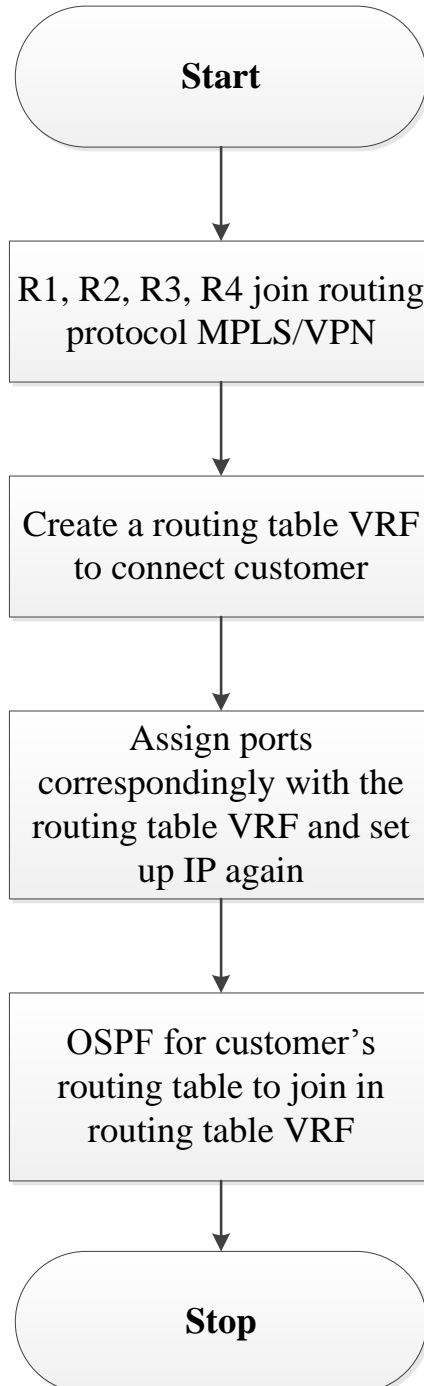 Start
R1, R2, R3, R4 join routing
protocol MPLS/VPN
Create a routing table VRF
to connect customer
Assign ports
correspondingly with the
routing table VRF and set
up IP again
OSPF for customer’s
routing table to join in
routing table VRF
Stop